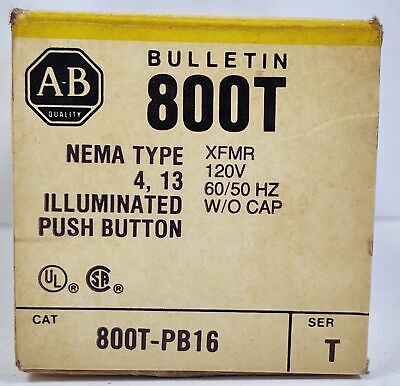 A-B
QUALITY
BULLETIN
800T
NEMA TYPE
4, 13
ILLUMINATED
PUSH BUTTON
XFMR
120V
60/50 HZ
W/O CAP
UL ® SA ®
CAT
800T-PB16
SER
T